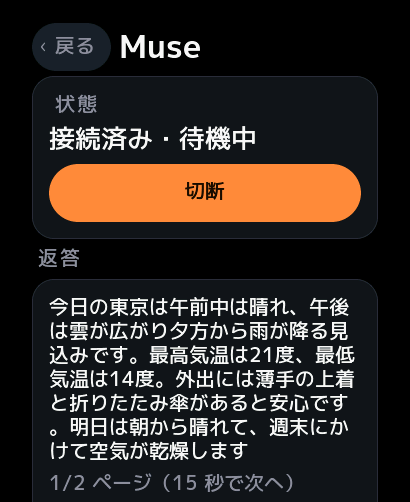 ‹ 戻る Muse
状態
接続済み・待機中
切断
返答
今日の東京は午前中は晴れ、午後
は雲が広がり夕方から雨が降る見
込みです。最高気温は21度、最低
気温は14度。外出には薄手の上着
と折りたたみ傘があると安心です
。明日は朝から晴れて、週末にか
けて空気が乾燥します
1/2 ページ（15 秒で次へ）